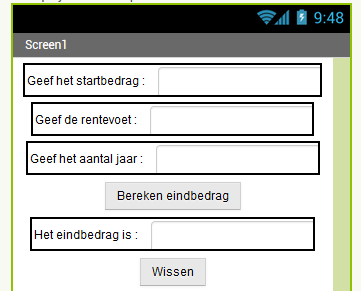 9:48
Screen1
Geef het startbedrag :
Geef de rentevoet :
Geef het aantal jaar :
Bereken eindbedrag
Het eindbedrag is :
Wissen